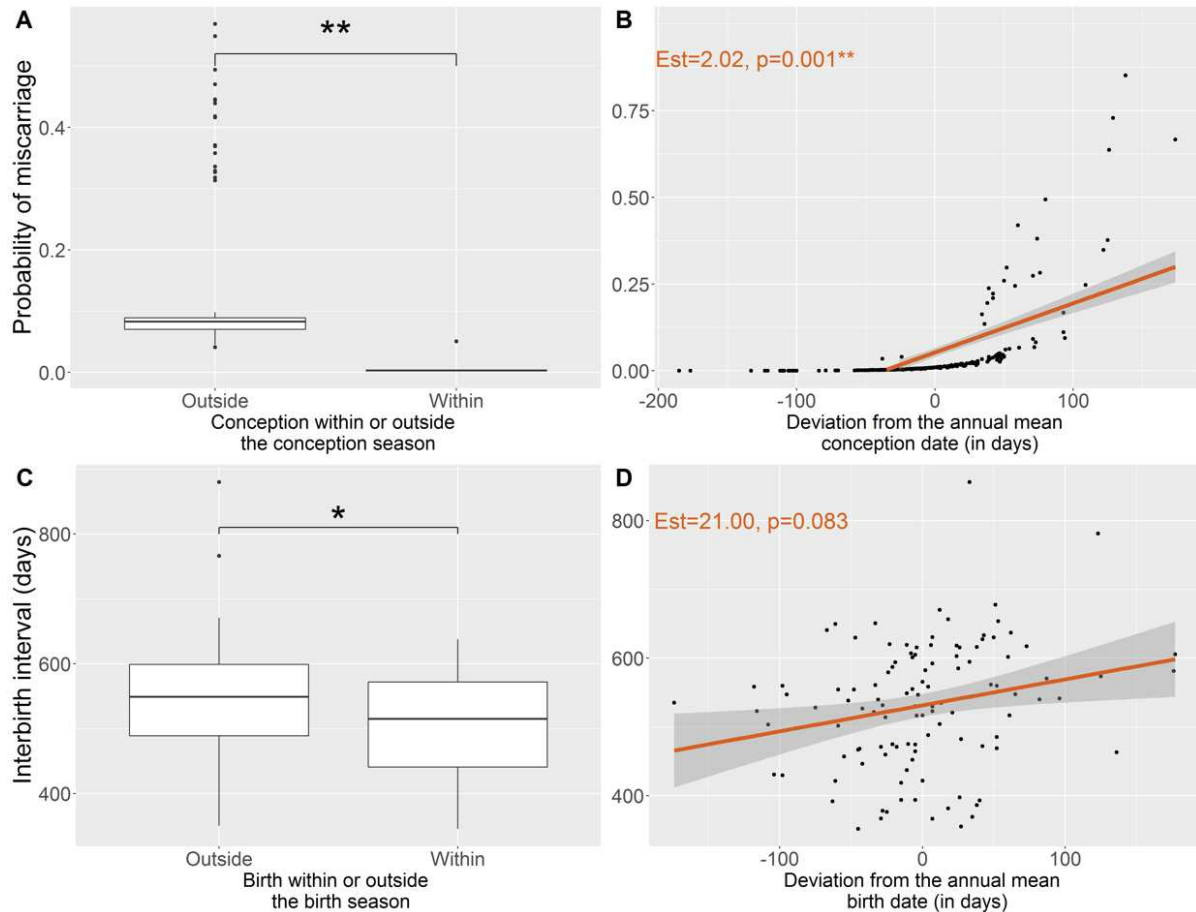 A
**
Probability of miscarriage
0.4
0.2
0.0
Outside
Within
Conception within or outside
the conception season
B
Est=2.02, p=0.001**
0.75
0.50
0.25
0.00
-200
-100
0
100
Deviation from the annual mean
conception date (in days)
C
*
Interbirth interval (days)
800
600
400
Outside
Within
Birth within or outside
the birth season
D
Est=21.00, p=0.083
800
600
400
-100
0
100
Deviation from the annual mean
birth date (in days)